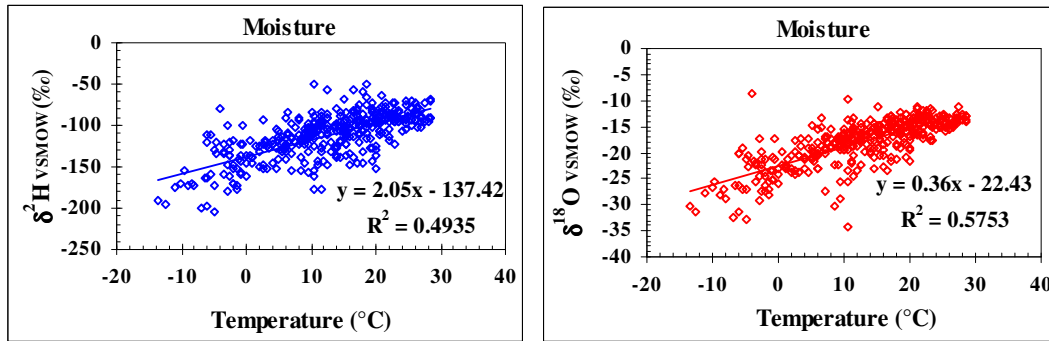 Moisture
0
-50
-100
-150
-200
-250
δ²H VSMOW (‰)
y = 2.05x - 137.42
R² = 0.4935
-20 -10 0 10 20 30 40
Temperature (°C)
Moisture
0
-5
-10
-15
-20
-25
-30
-35
-40
δ¹⁸O VSMOW (‰)
y = 0.36x - 22.43
R² = 0.5753
-20 -10 0 10 20 30 40
Temperature (°C)